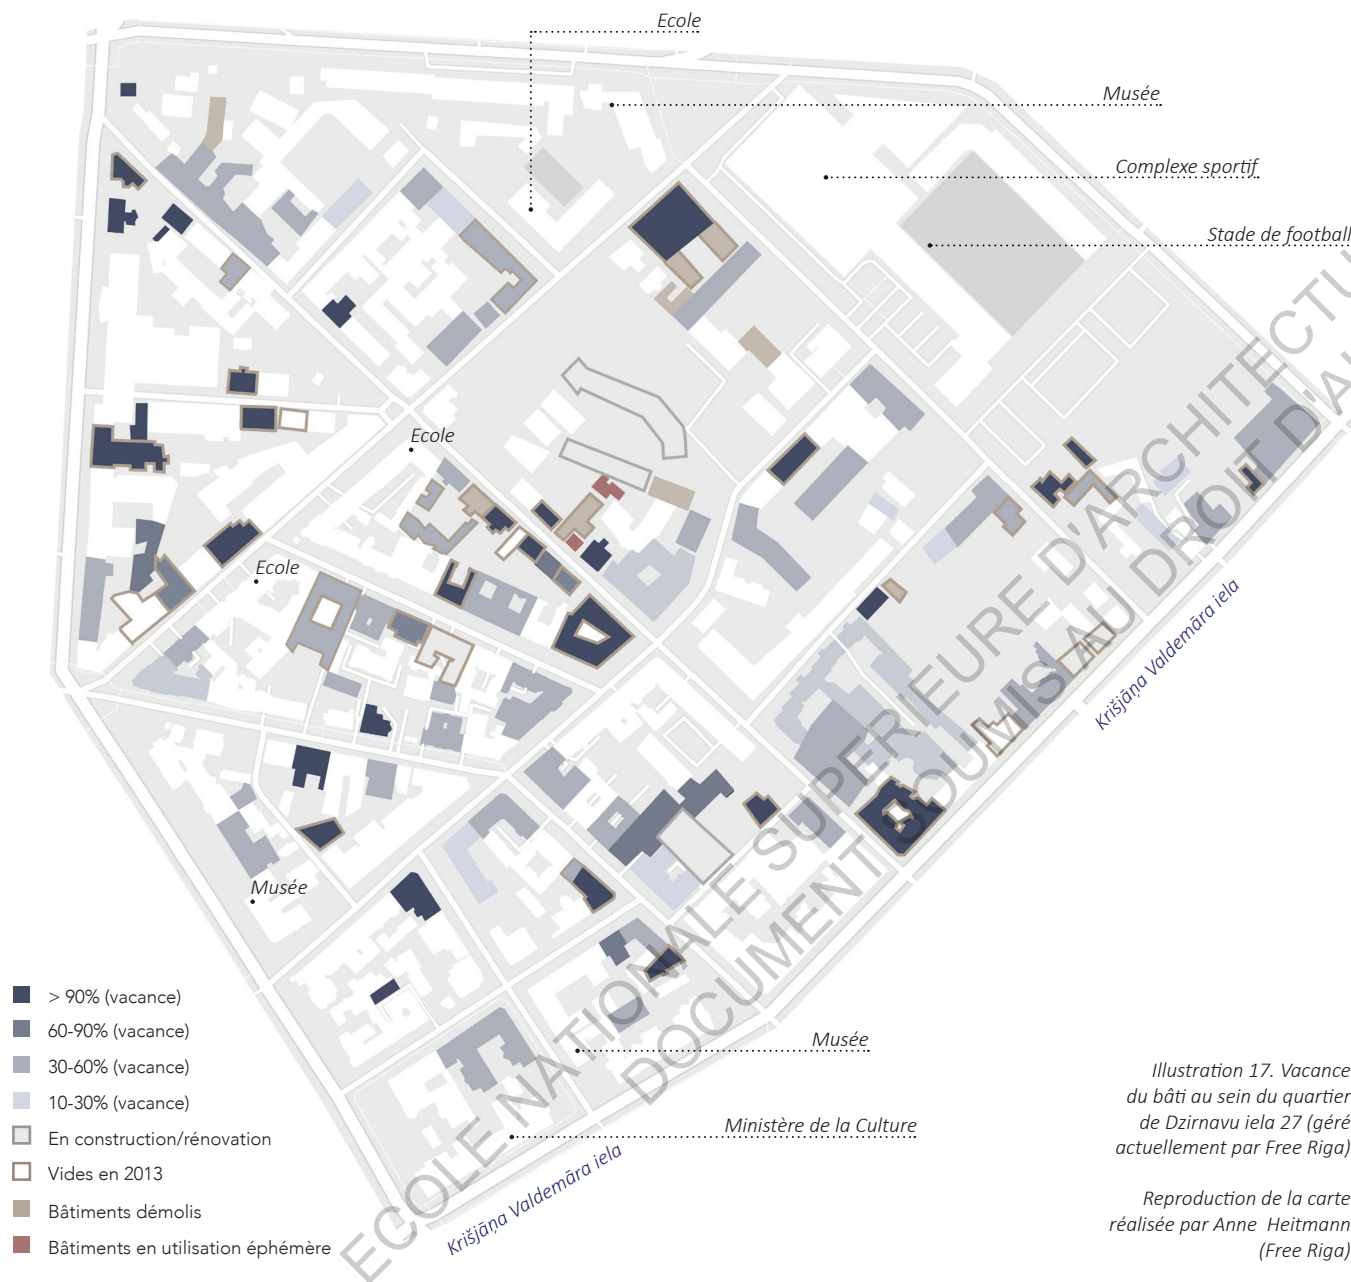 Ecole
Musée
Complexe sportif
Stade de football
Ecole
Ecole
Krišjāņa Valdemāra iela
Musée
> 90% (vacance)
60-90% (vacance)
30-60% (vacance)
10-30% (vacance)
En construction/rénovation
Vides en 2013
Bâtiments démolis
Bâtiments en utilisation éphémère
Musée
Ministère de la Culture
Krišjāņa Valdemāra iela
Illustration 17. Vacance
du bâti au sein du quartier
de Dzirnavu iela 27 (géré
actuellement par Free Riga)
Reproduction de la carte
réalisée par Anne Heitmann
(Free Riga)
ECOLE NATIONALE SUPERIEURE D'ARCHITECTU
DOCUMENT SOUMIS AU DROIT D'AU